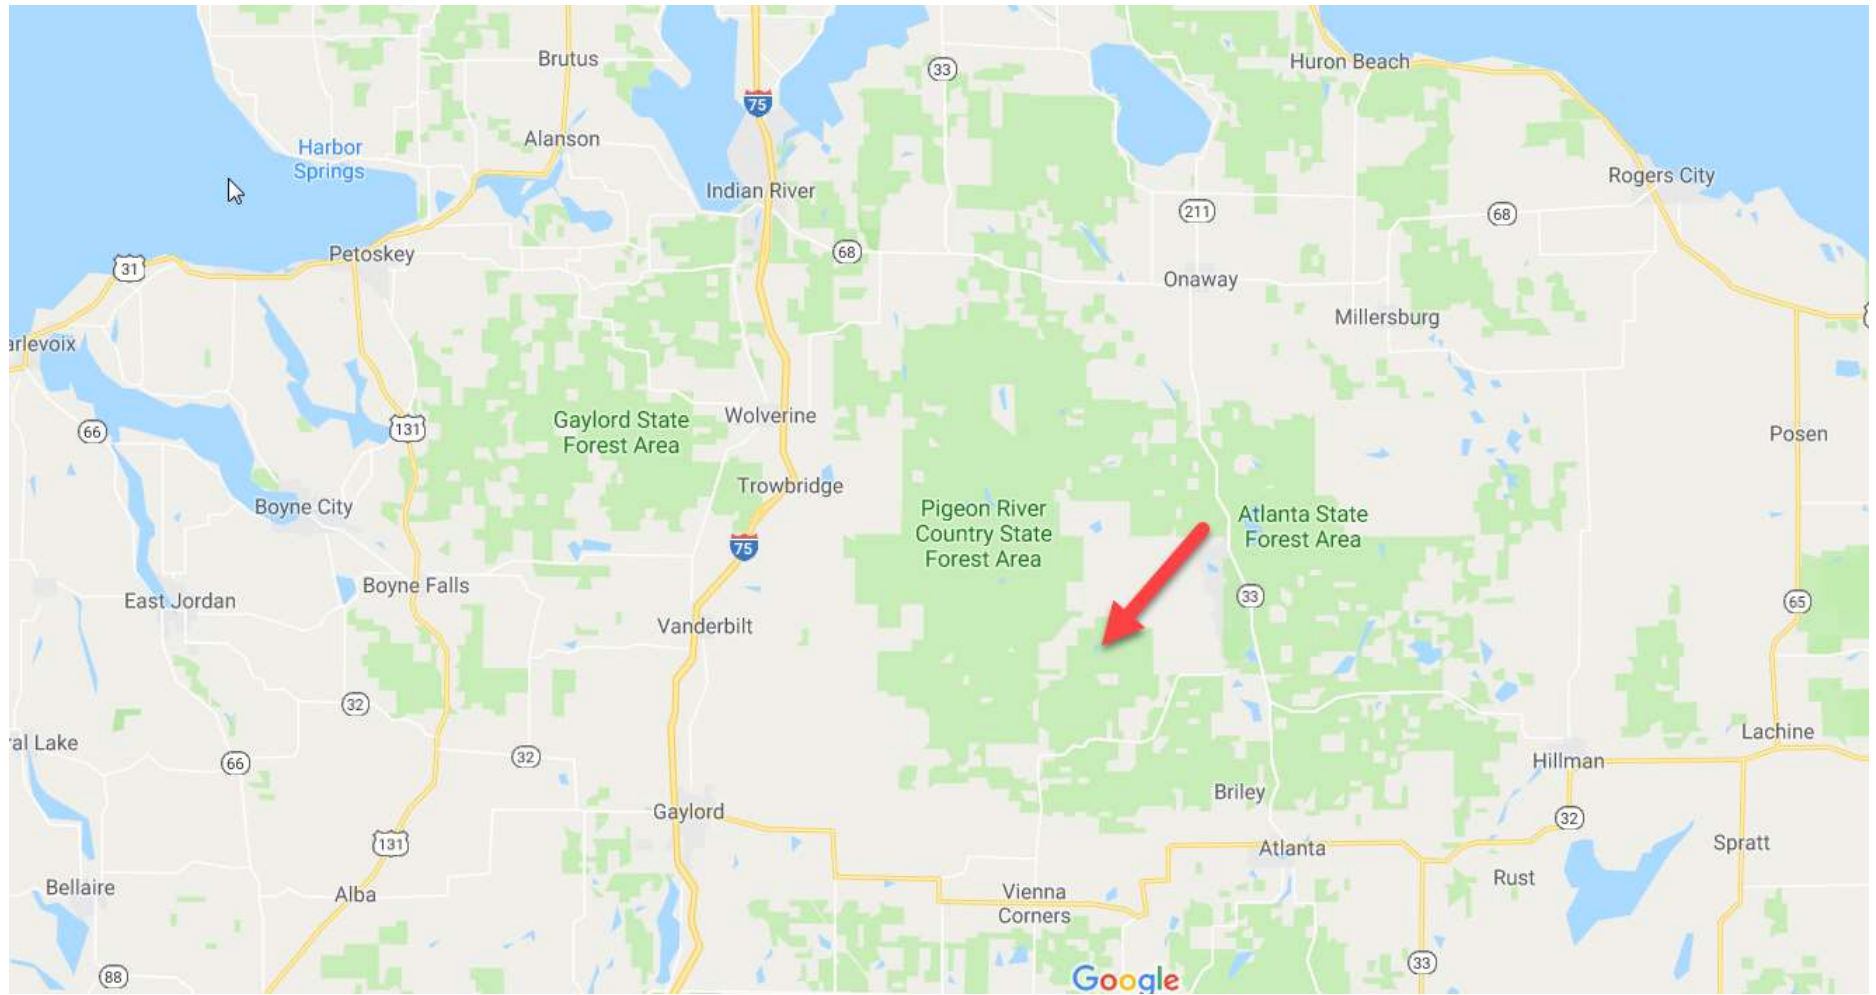 Brutus
33
Huron Beach
75
Alanson
Harbor
Springs
Indian River
Rogers City
211
68
Petoskey
68
31
Onaway
Millersburg
arlevoix
Gaylord State
Forest Area
Wolverine
66
131
Posen
Trowbridge
Boyne City
Pigeon River
Country State
Forest Area
Atlanta State
Forest Area
75
Boyne Falls
East Jordan
33
65
Vanderbilt
32
ral Lake
66
32
Lachine
Hillman
Briley
Gaylord
32
131
Atlanta
Spratt
Bellaire
Alba
Vienna
Corners
Rust
88
Google
33